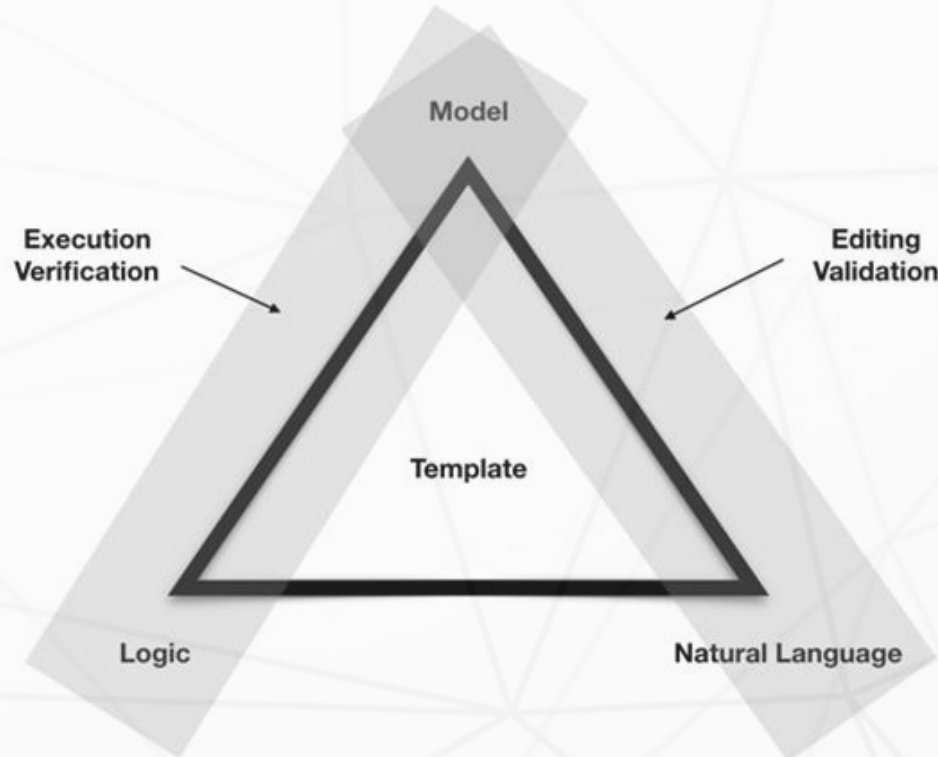 Model
Execution
Verification
Editing
Validation
Template
Logic
Natural Language